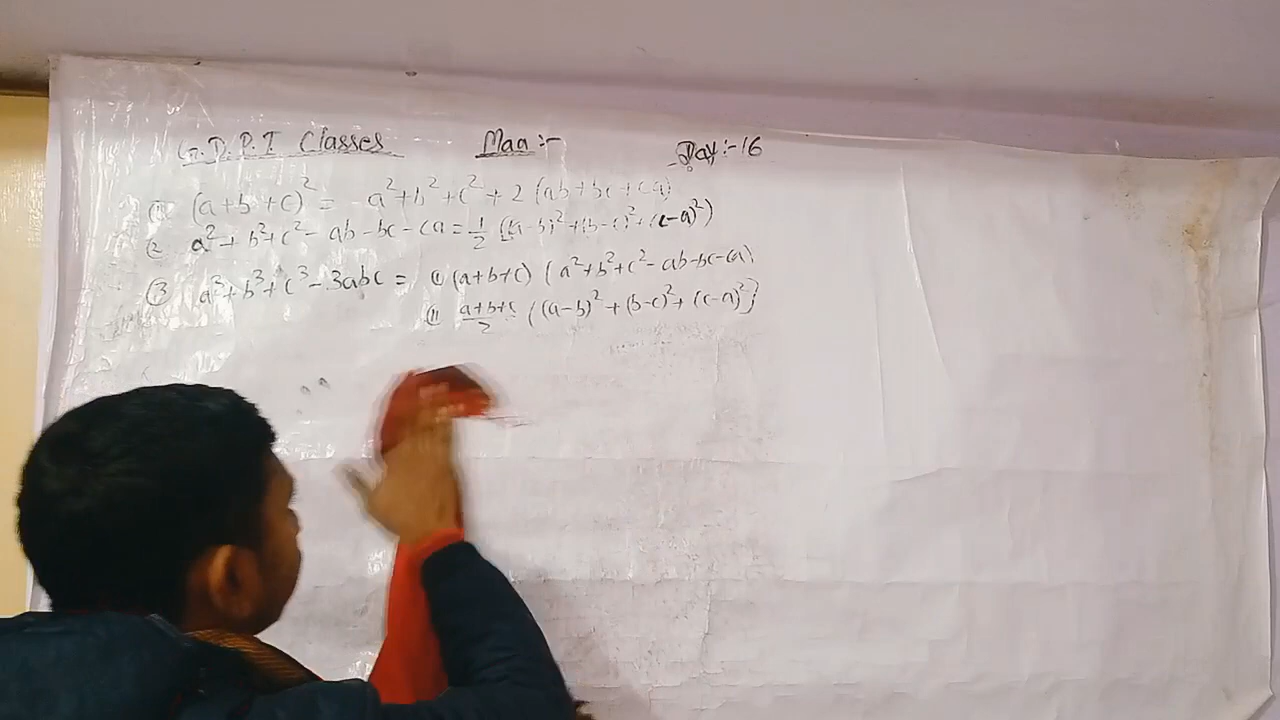 G.D.P.I Classes Maa :- Day :- 16
① (a+b+c)² = a²+b²+c²+2(ab+bc+ca)
② a²+b²+c²-ab-bc-ca = 1/2 ((a-b)²+(b-c)²+(c-a)²)
③ a³+b³+c³-3abc = ① (a+b+c) (a²+b²+c²-ab-bc-ca)
② a+b+c/2 ((a-b)²+(b-c)²+(c-a)²}